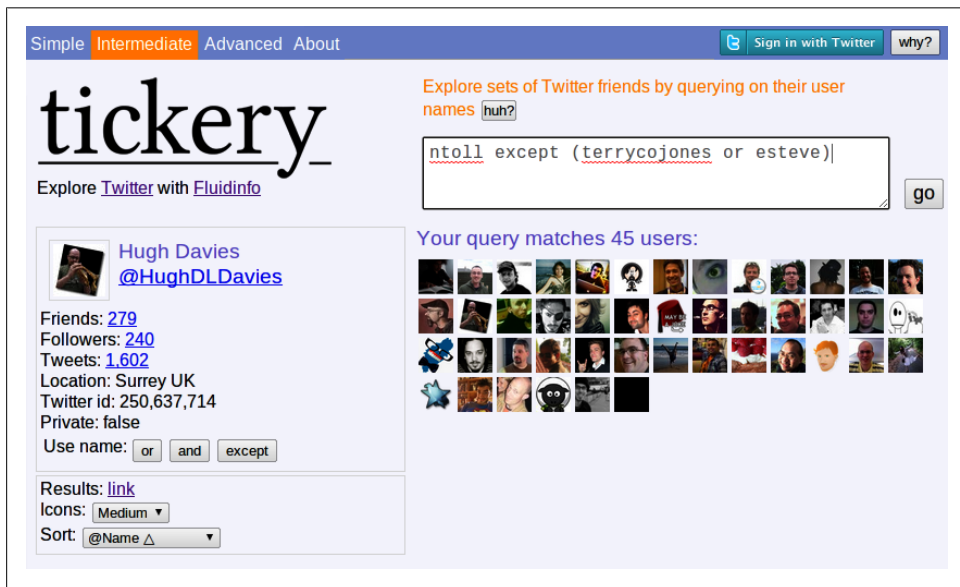 Simple Intermediate Advanced About
Sign in with Twitter why?
tickery
Explore Twitter with Fluidinfo
Explore sets of Twitter friends by querying on their user
names huh?
ntoll except (terrycojones or esteve)
go
Hugh Davies
@HughDLDavies
Friends: 279
Followers: 240
Tweets: 1,602
Location: Surrey UK
Twitter id: 250,637,714
Private: false
Use name: or and except
Results: link
Icons: Medium ▼
Sort: @Name △ ▼
Your query matches 45 users: